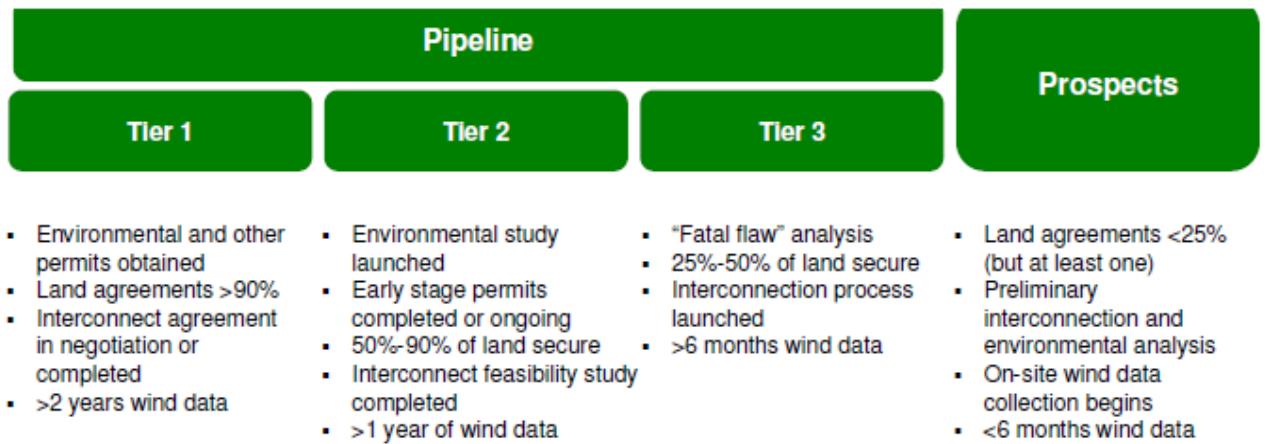 Pipeline
Prospects
Tier 1
Tier 2
Tier 3
▪ Environmental and other
permits obtained
▪ Land agreements >90%
▪ Interconnect agreement
in negotiation or
completed
▪ >2 years wind data
▪ Environmental study
launched
▪ Early stage permits
completed or ongoing
▪ 50%-90% of land secure
▪ Interconnect feasibility study
completed
▪ >1 year of wind data
▪ “Fatal flaw” analysis
▪ 25%-50% of land secure
▪ Interconnection process
launched
▪ >6 months wind data
▪ Land agreements <25%
(but at least one)
▪ Preliminary
interconnection and
environmental analysis
▪ On-site wind data
collection begins
▪ <6 months wind data